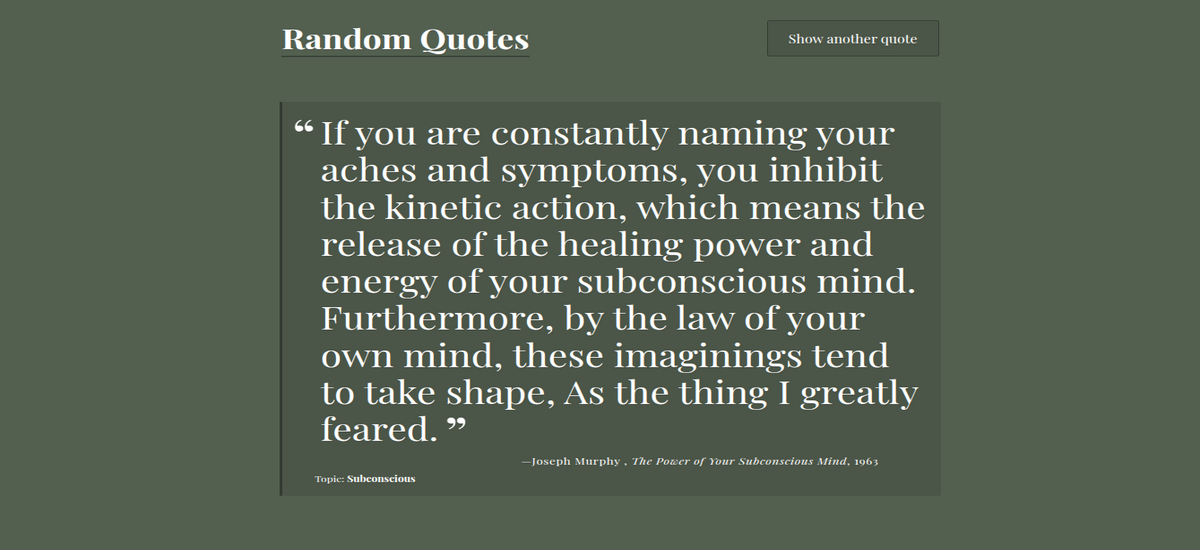 Random Quotes
Show another quote
“ If you are constantly naming your
aches and symptoms, you inhibit
the kinetic action, which means the
release of the healing power and
energy of your subconscious mind.
Furthermore, by the law of your
own mind, these imaginings tend
to take shape, As the thing I greatly
feared. ”
—Joseph Murphy , The Power of Your Subconscious Mind, 1963
Topic: Subconscious